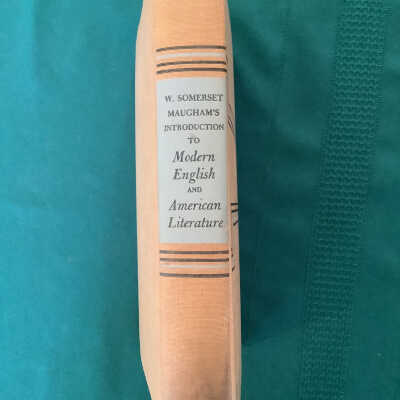 W. SOMERSET
MAUGHAM'S
INTRODUCTION
TO
Modern
English
AND
American
Literature